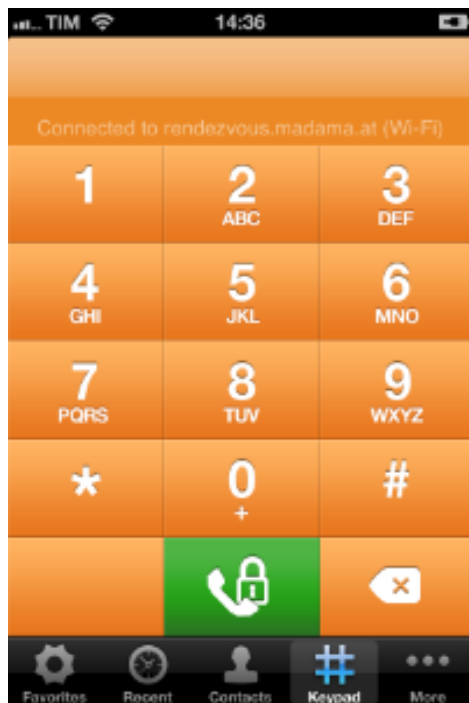 TIM 14:36
Connected to rendezvous.madama.at (Wi-Fi)
1 2 3
ABC DEF
4 5 6
GHI JKL MNO
7 8 9
PQRS TUV WXYZ
* 0 #
+
Favorites Recent Contacts Keypad More